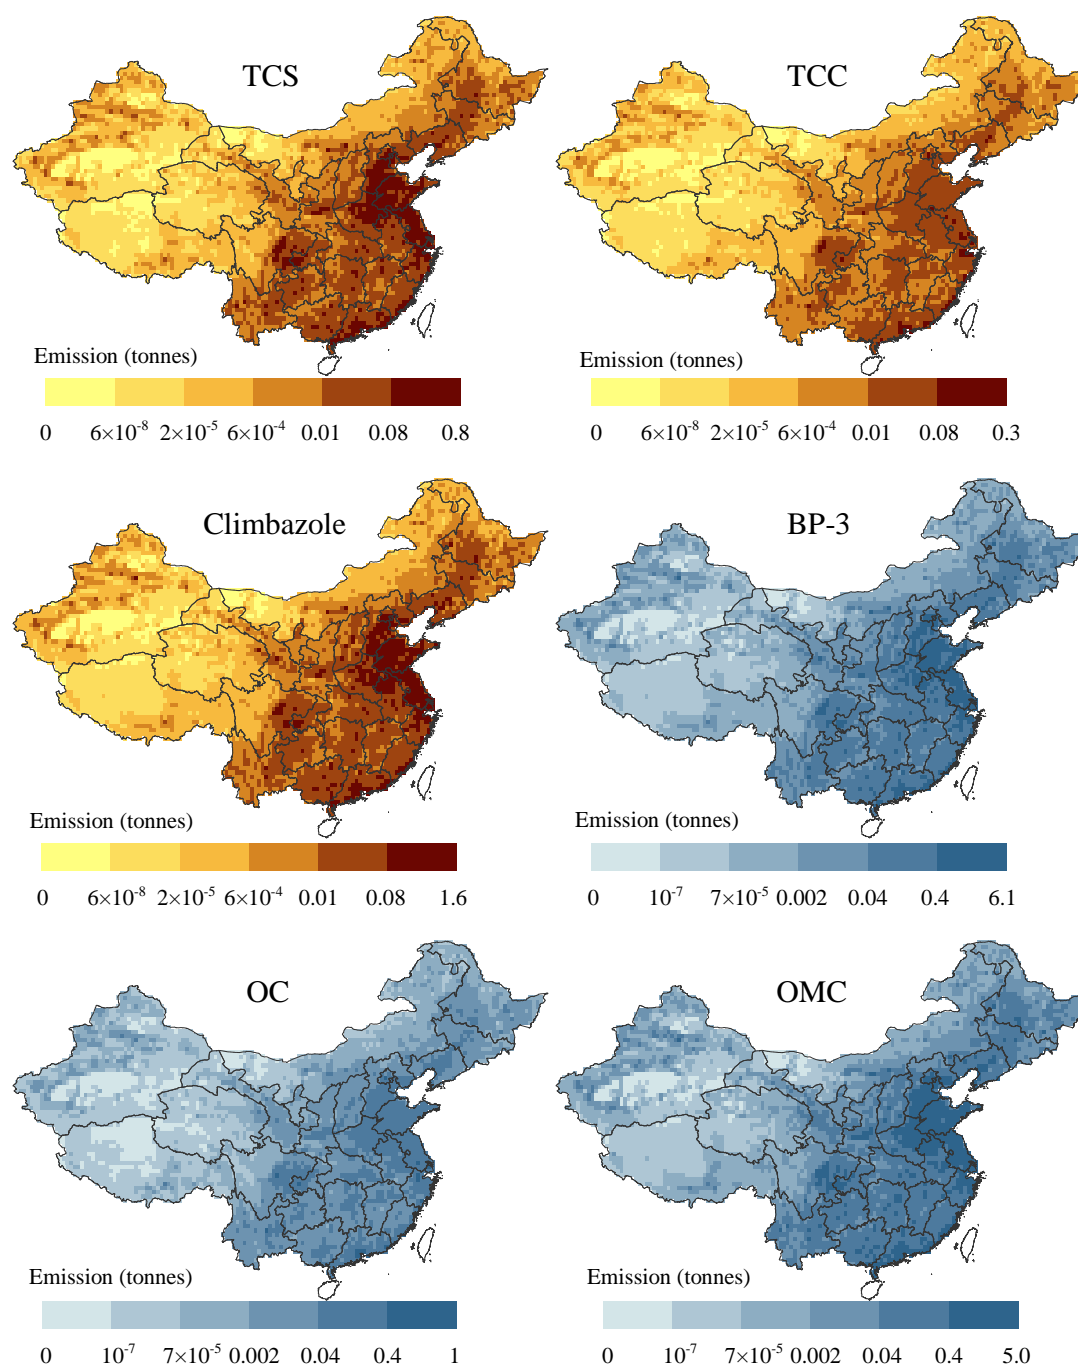 TCS
TCC
Emission (tonnes)
0 6×10⁻⁸ 2×10⁻⁵ 6×10⁻⁴ 0.01 0.08 0.8
Emission (tonnes)
0 6×10⁻⁸ 2×10⁻⁵ 6×10⁻⁴ 0.01 0.08 0.3
Climbazole
BP-3
Emission (tonnes)
0 6×10⁻⁸ 2×10⁻⁵ 6×10⁻⁴ 0.01 0.08 1.6
Emission (tonnes)
0 10⁻⁷ 7×10⁻⁵ 0.002 0.04 0.4 6.1
OC
OMC
Emission (tonnes)
0 10⁻⁷ 7×10⁻⁵ 0.002 0.04 0.4 1
Emission (tonnes)
0 10⁻⁷ 7×10⁻⁵ 0.002 0.04 0.4 5.0